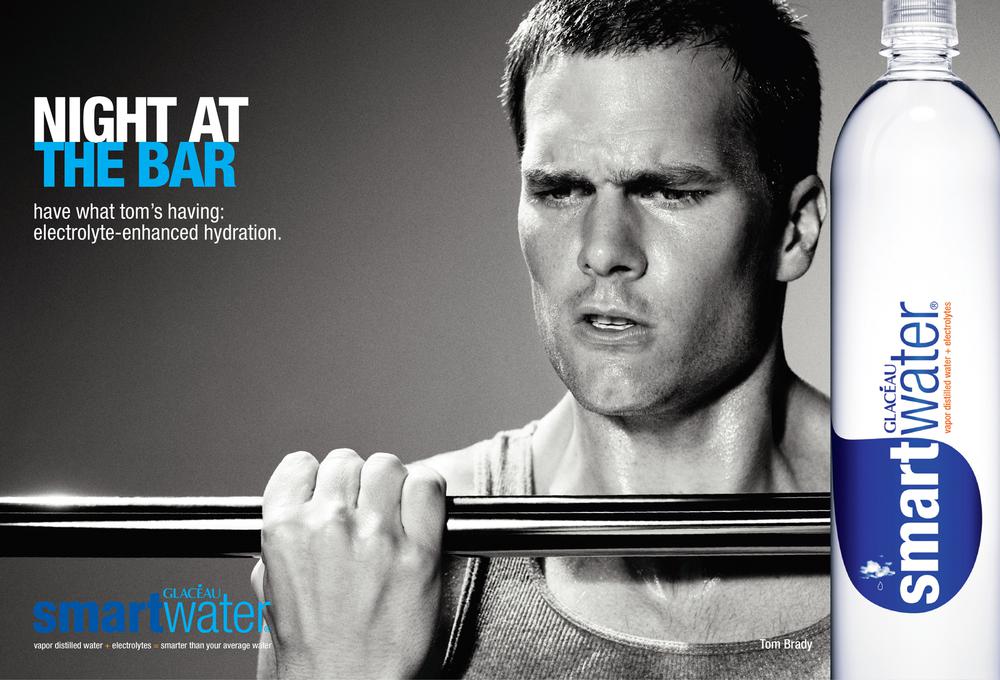 NIGHT AT
THE BAR
have what tom's having:
electrolyte-enhanced hydration.
GLACÉAU
smartwater®
vapor distilled water + electrolytes
GLACÉAU
smartwater®
vapor distilled water + electrolytes = smarter than your average water
Tom Brady